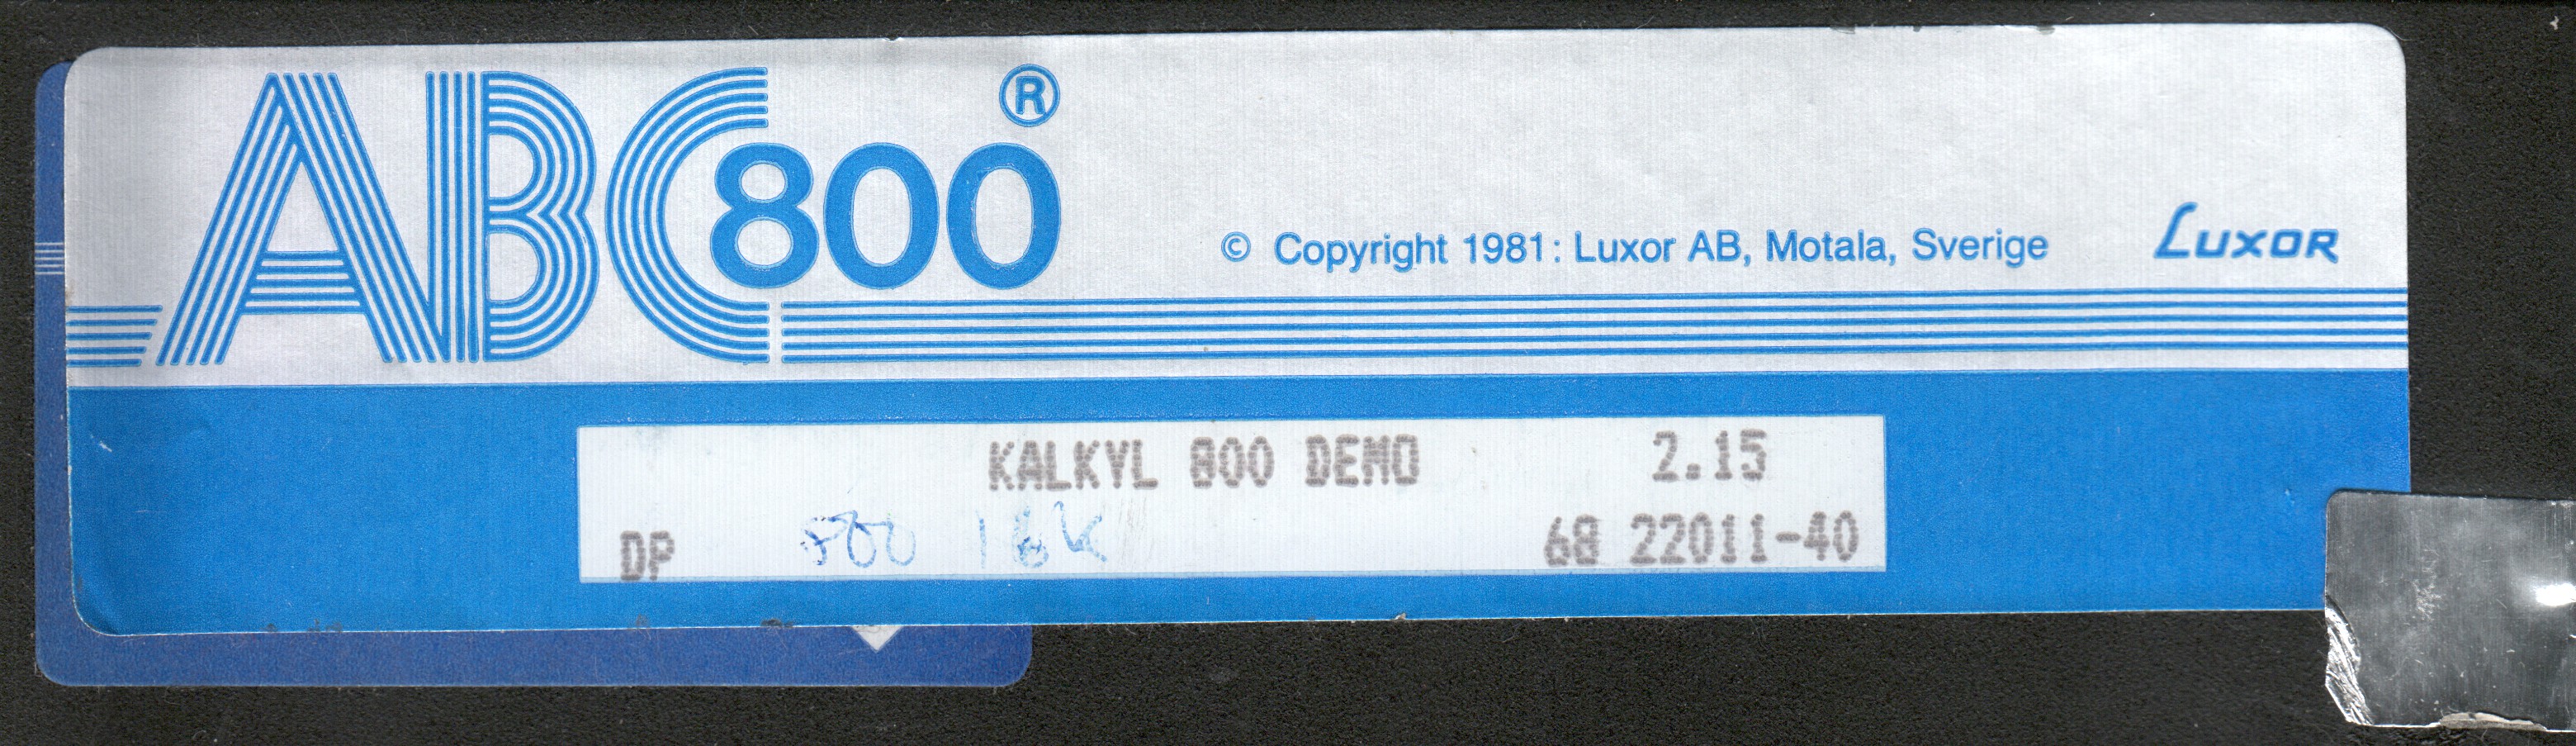 ABC800®
© Copyright 1981: Luxor AB, Motala, Sverige
LUXOR
KALKYL 800 DEMO 2.15
DP 800 16K 68 22011-40